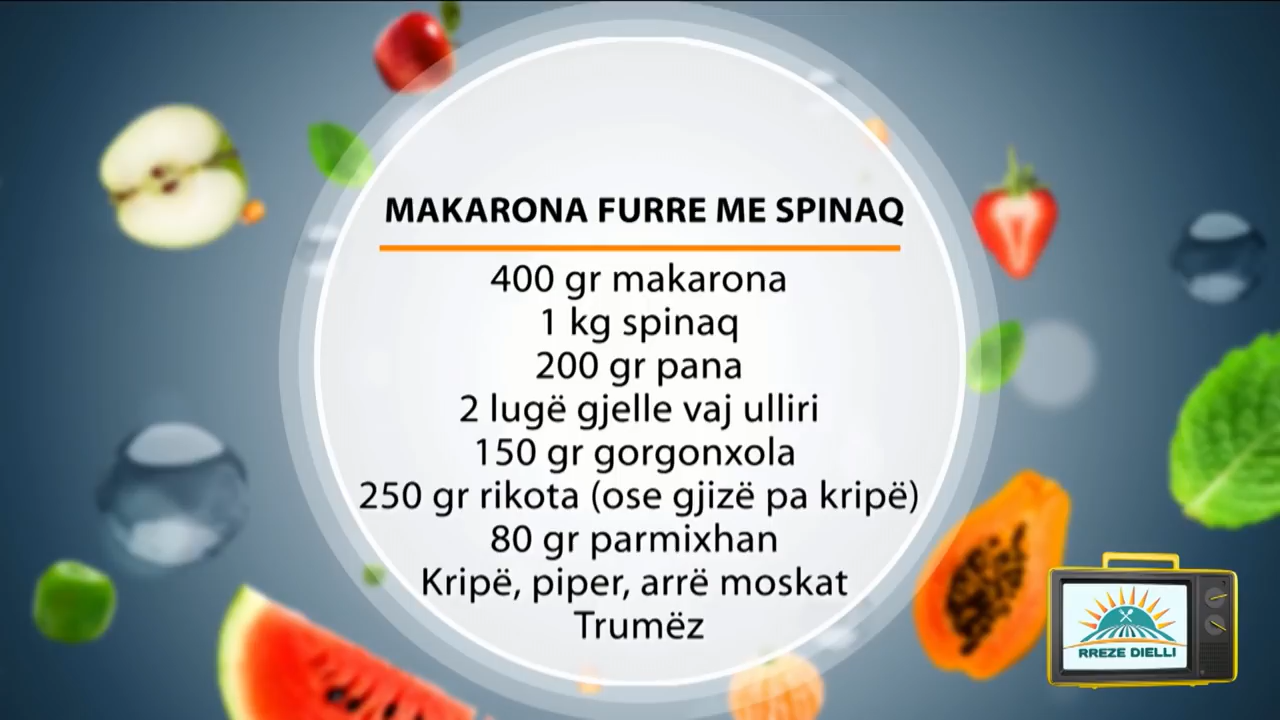 MAKARONA FURRE ME SPINAQ
400 gr makarona
1 kg spinaq
200 gr pana
2 lugë gjelle vaj ulliri
150 gr gorgonxola
250 gr rikota (ose gjizë pa kripë)
80 gr parmixhan
Kripë, piper, arrë moskat
Trumëz
RREZE DIELLI